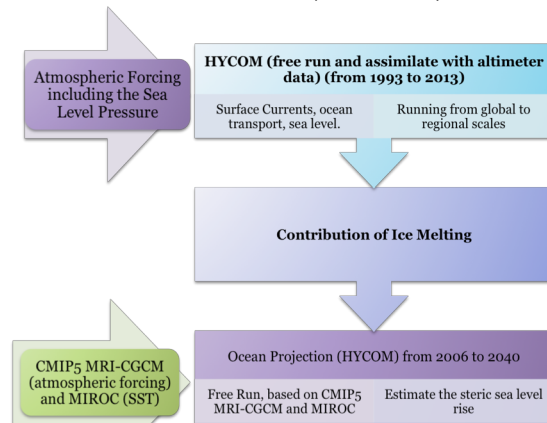 Atmospheric Forcing
including the Sea
Level Pressure
HYCOM (free run and assimilate with altimeter
data) (from 1993 to 2013)
Surface Currents, ocean
transport, sea level.
Running from global to
regional scales
Contribution of Ice Melting
CMIP5 MRI-CGCM
(atmospheric forcing)
and MIROC (SST)
Ocean Projection (HYCOM) from 2006 to 2040
Free Run, based on CMIP5
MRI-CGCM and MIROC
Estimate the steric sea level
rise